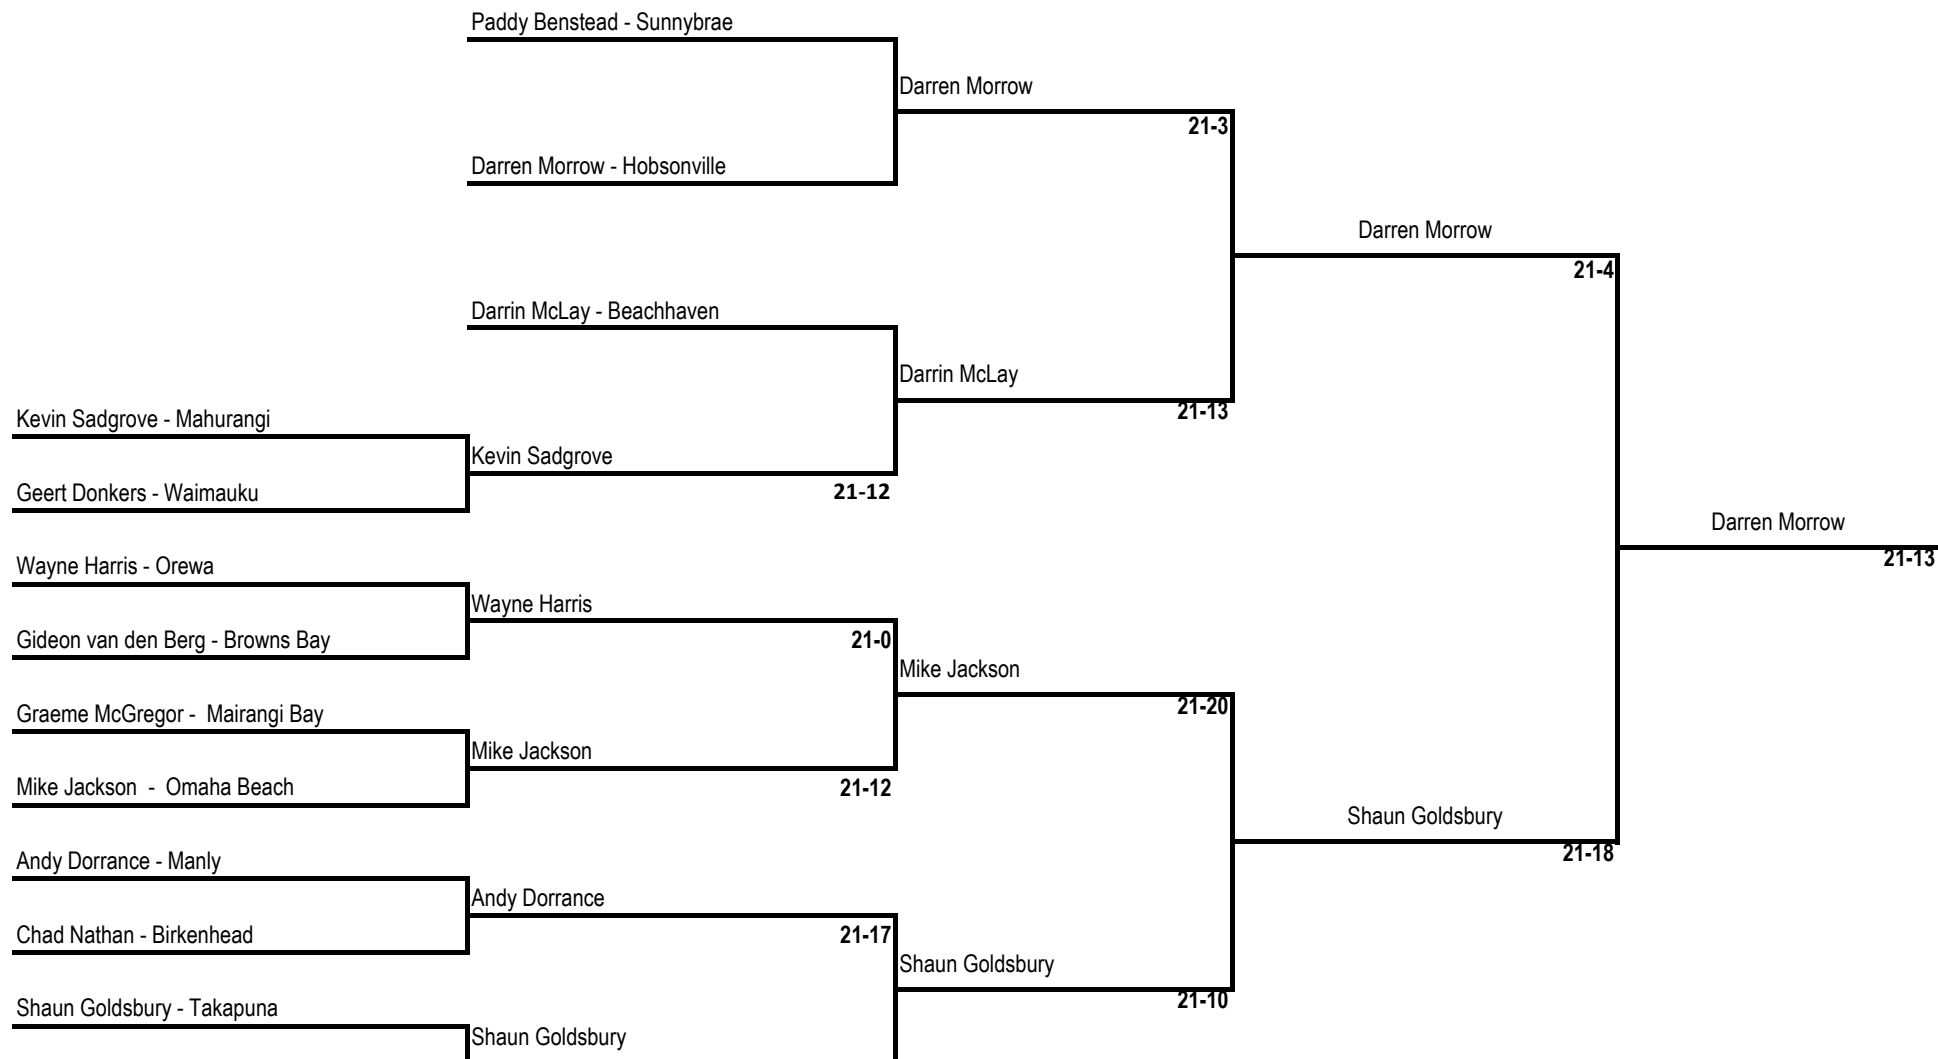 Paddy Benstead - Sunnybrae
Darren Morrow
21-3
Darren Morrow - Hobsonville
Darren Morrow
21-4
Darrin McLay - Beachhaven
Darrin McLay
21-13
Kevin Sadgrove - Mahurangi
Kevin Sadgrove
21-12
Geert Donkers - Waimauku
Darren Morrow
21-13
Wayne Harris - Orewa
Wayne Harris
21-0
Gideon van den Berg - Browns Bay
Mike Jackson
21-20
Graeme McGregor -  Mairangi Bay
Mike Jackson
21-12
Mike Jackson  -  Omaha Beach
Shaun Goldsbury
21-18
Andy Dorrance - Manly
Andy Dorrance
21-17
Chad Nathan - Birkenhead
Shaun Goldsbury
21-10
Shaun Goldsbury - Takapuna
Shaun Goldsbury